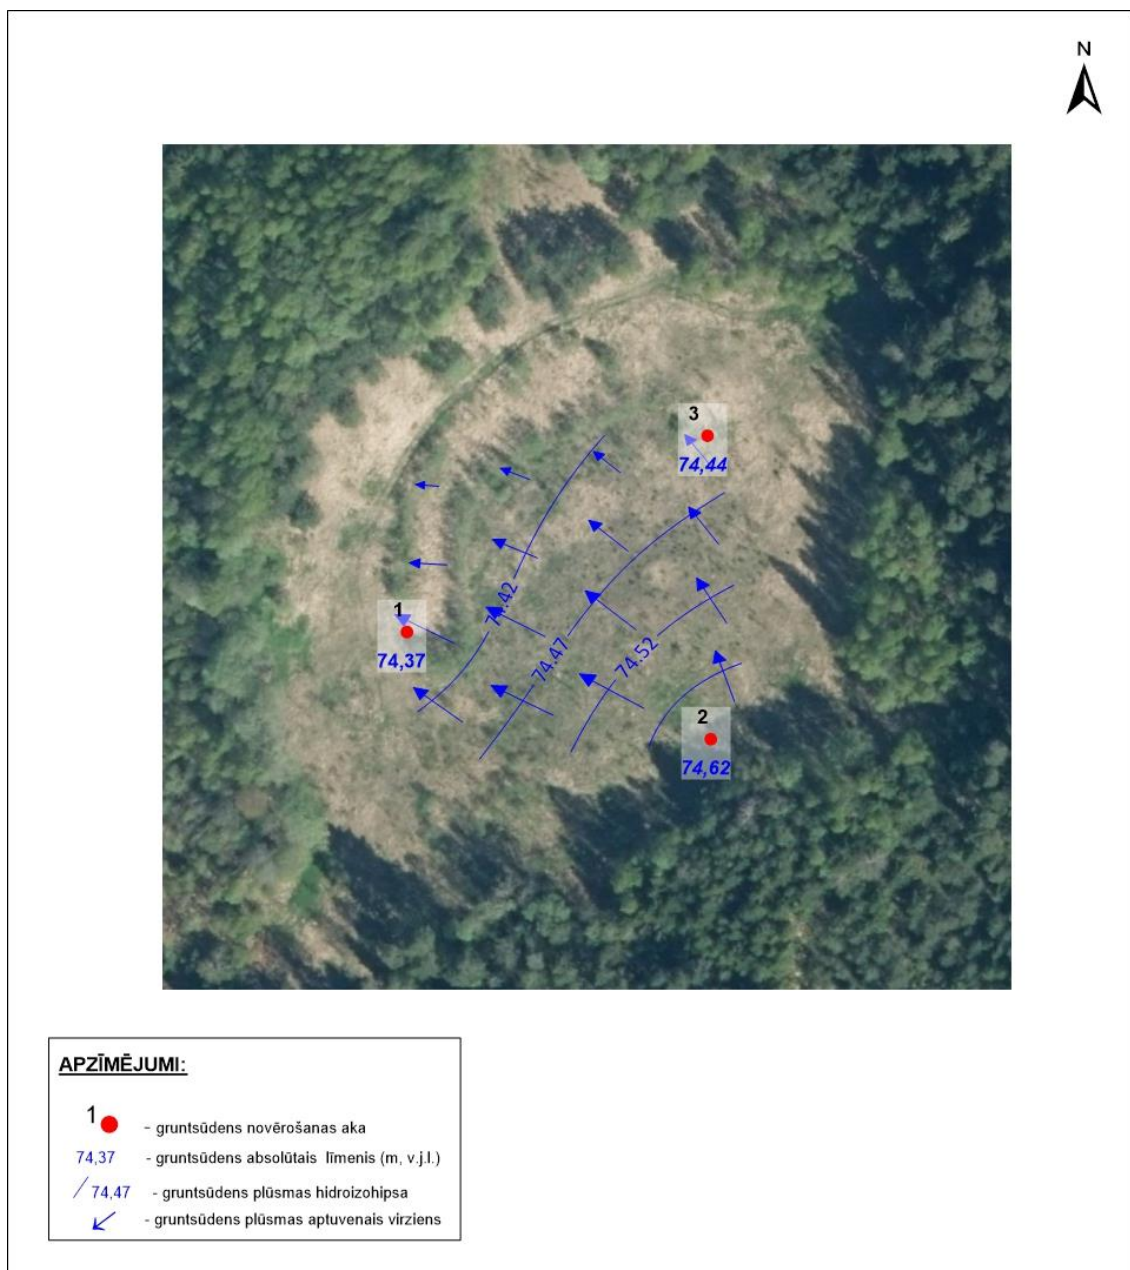 N
3
74,44
1
74,37
74.42
74.47
74.52
2
74,62
APZĪMĒJUMI:
1 - gruntsūdens novērošanas aka
74,37 - gruntsūdens absolūtais līmenis (m, v.j.l.)
74,47 - gruntsūdens plūsmas hidroizohipsa
- gruntsūdens plūsmas aptuvenais virziens